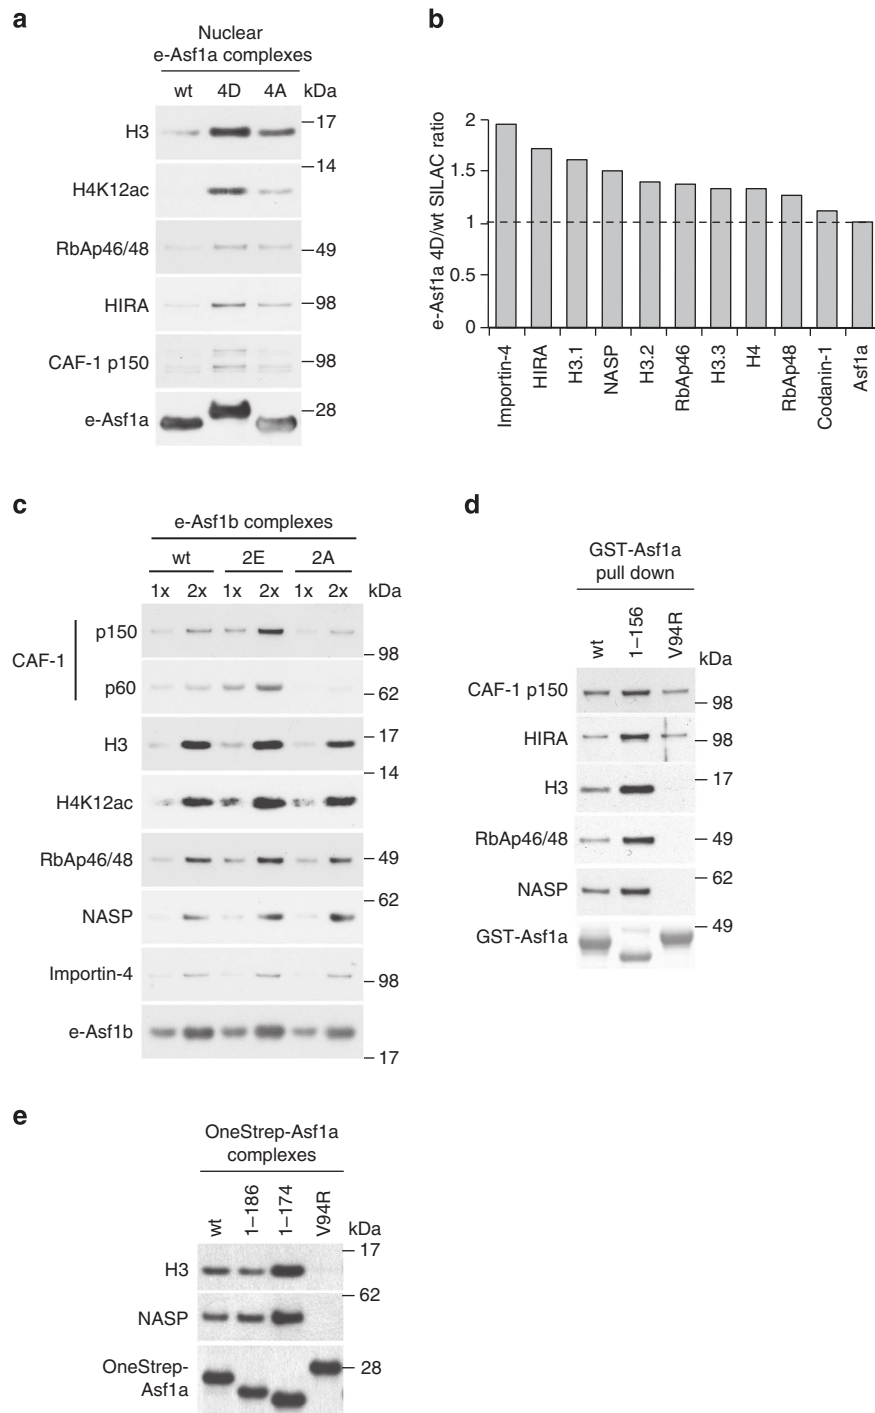 a
Nuclear
e-Asf1a complexes
wt 4D 4A kDa
H3
17
14
H4K12ac
RbAp46/48
49
HIRA
98
CAF-1 p150
98
28
e-Asf1a
b
e-Asf1a 4D/wt SILAC ratio
2
1.5
1
0.5
0
Importin-4
HIRA
H3.1
NASP
H3.2
RbAp46
H3.3
H4
RbAp48
Codanin-1
Asf1a
c
e-Asf1b complexes
wt 2E 2A
1x 2x 1x 2x 1x 2x kDa
CAF-1
p150
98
p60
62
H3
17
14
H4K12ac
RbAp46/48
49
62
NASP
Importin-4
98
e-Asf1b
17
d
GST-Asf1a
pull down
wt
1–156
V94R
kDa
CAF-1 p150
98
HIRA
98
H3
17
RbAp46/48
49
62
NASP
49
GST-Asf1a
e
OneStrep-Asf1a
complexes
wt
1–186
1–174
V94R
kDa
17
H3
62
NASP
OneStrep-
Asf1a
28